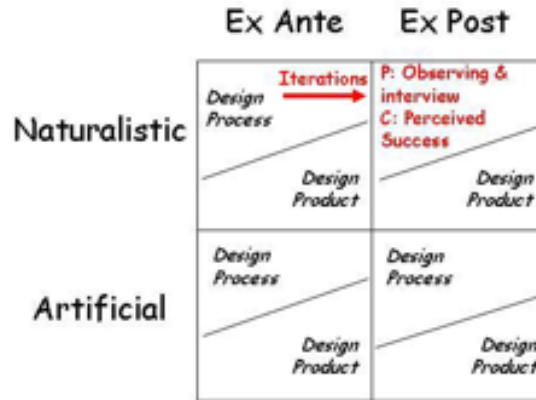 Ex Ante Ex Post
Naturalistic
Iterations
Design
Process
Design
Product
P: Observing &
interview
C: Perceived
Success
Design
Product
Artificial
Design
Process
Design
Product
Design
Process
Design
Product